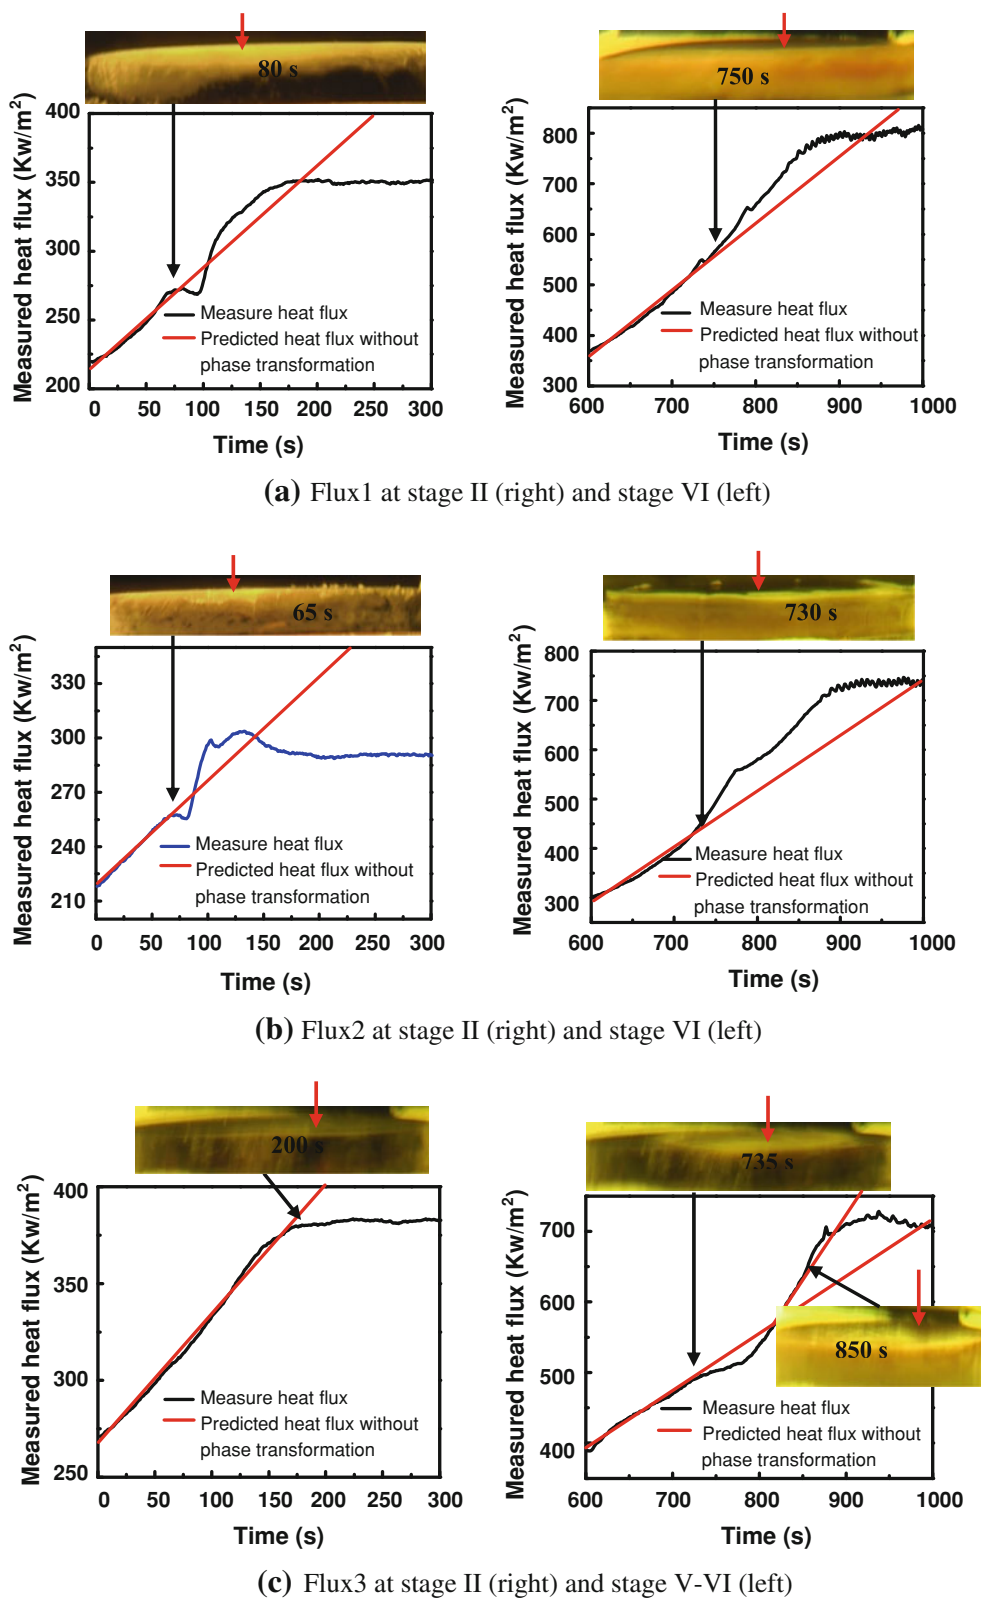 80 s
750 s
Measured heat flux (Kw/m²)
400
350
300
250
200
Measure heat flux
Predicted heat flux without
phase transformation
0 50 100 150 200 250 300
Time (s)
Measured heat flux (Kw/m²)
800
700
600
500
400
300
Measure heat flux
Predicted heat flux without
phase transformation
600 700 800 900 1000
Time (s)
(a) Flux1 at stage II (right) and stage VI (left)
65 s
730 s
Measured heat flux (Kw/m²)
330
300
270
240
210
Measure heat flux
Predicted heat flux without
phase transformation
0 50 100 150 200 250 300
Time (s)
Measured heat flux (Kw/m²)
800
700
600
500
400
300
Measure heat flux
Predicted heat flux without
phase transformation
600 700 800 900 1000
Time (s)
(b) Flux2 at stage II (right) and stage VI (left)
200 s
735 s
Measured heat flux (Kw/m²)
400
350
300
250
Measure heat flux
Predicted heat flux without
phase transformation
0 50 100 150 200 250 300
Time (s)
Measured heat flux (Kw/m²)
700
600
500
400
850 s
Measure heat flux
Predicted heat flux without
phase transformation
600 700 800 900 1000
Time (s)
(c) Flux3 at stage II (right) and stage V-VI (left)